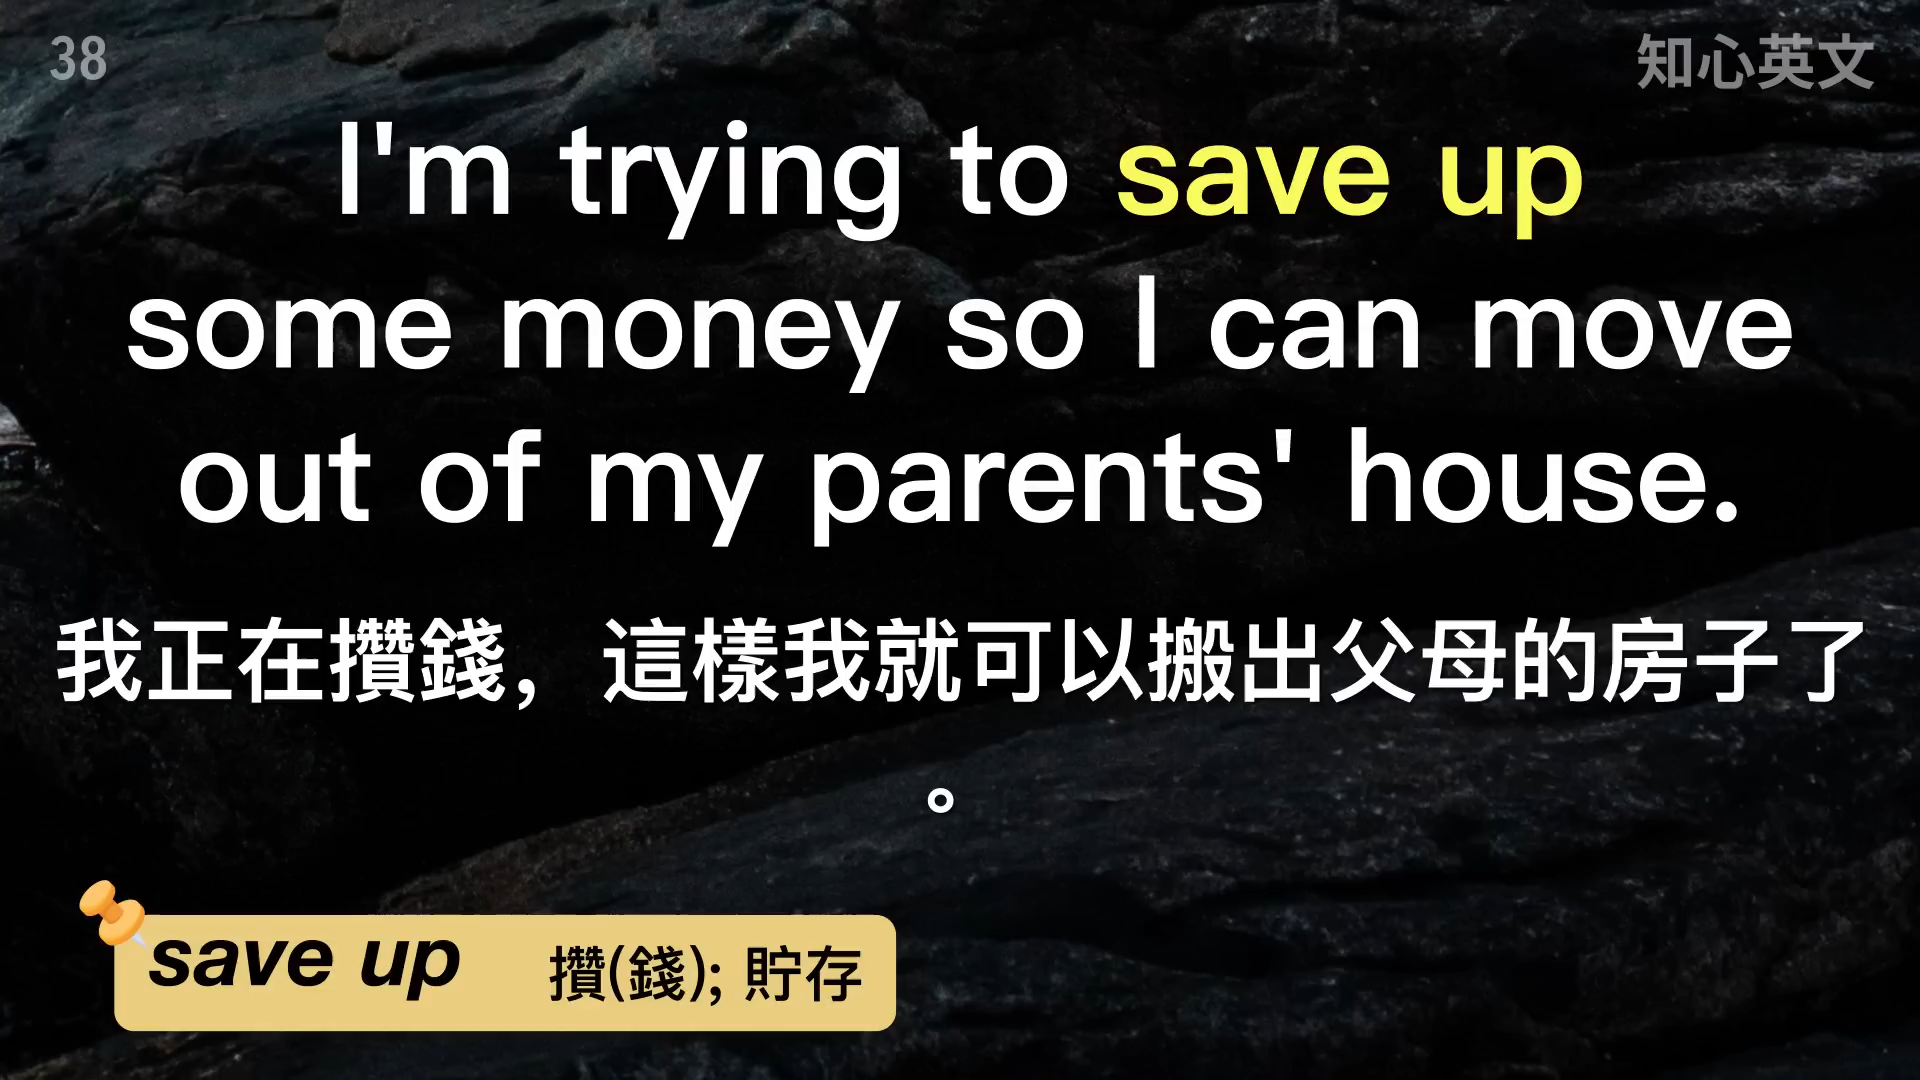 38
知心英文
I'm trying to save up
some money so I can move
out of my parents' house.
我正在攢錢，這樣我就可以搬出父母的房子了
。
save up 攢(錢); 貯存